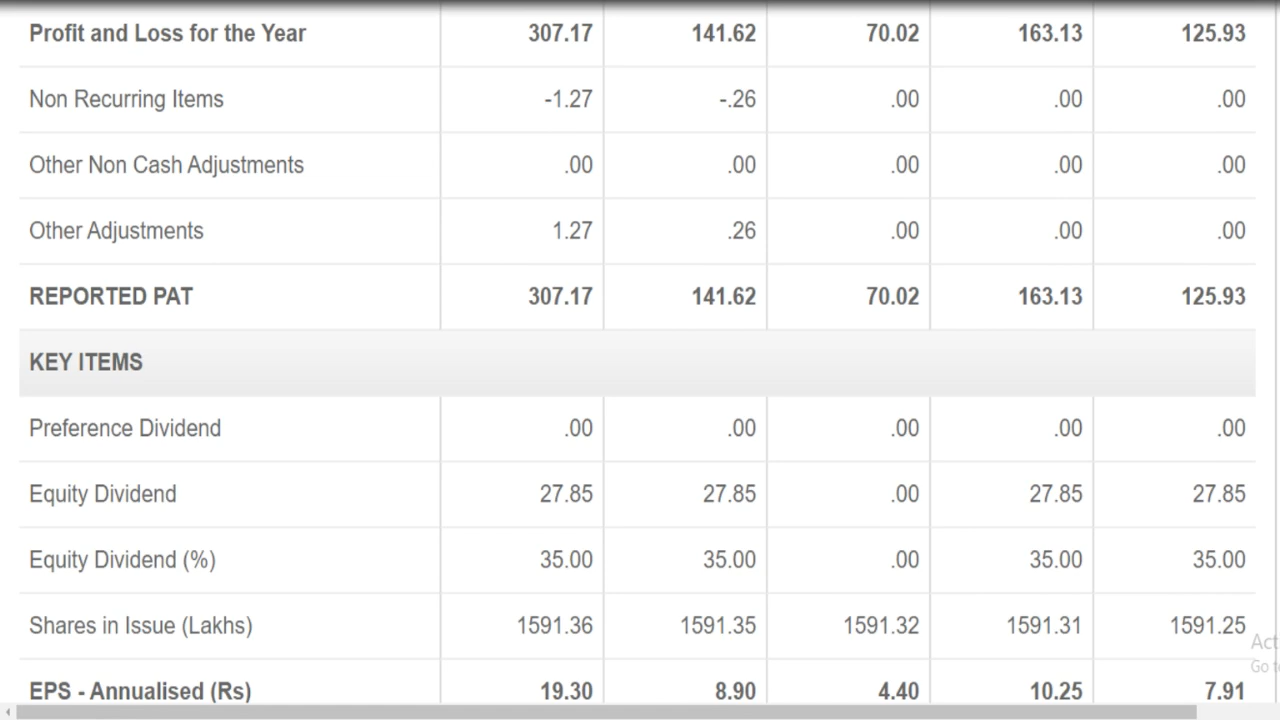 Profit and Loss for the Year 307.17 141.62 70.02 163.13 125.93
Non Recurring Items -1.27 -.26 .00 .00 .00
Other Non Cash Adjustments .00 .00 .00 .00 .00
Other Adjustments 1.27 .26 .00 .00 .00
REPORTED PAT 307.17 141.62 70.02 163.13 125.93
KEY ITEMS
Preference Dividend .00 .00 .00 .00 .00
Equity Dividend 27.85 27.85 .00 27.85 27.85
Equity Dividend (%) 35.00 35.00 .00 35.00 35.00
Shares in Issue (Lakhs) 1591.36 1591.35 1591.32 1591.31 1591.25
Act
Go t
EPS - Annualised (Rs) 19.30 8.90 4.40 10.25 7.91